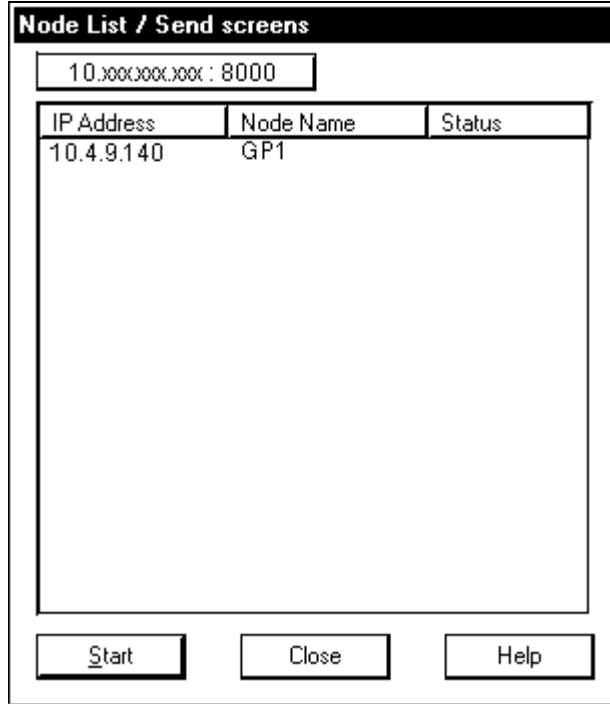 Node List / Send screens
10.xxx.xxx.xxx : 8000
IP Address Node Name Status
10.4.9.140 GP1
Start Close Help